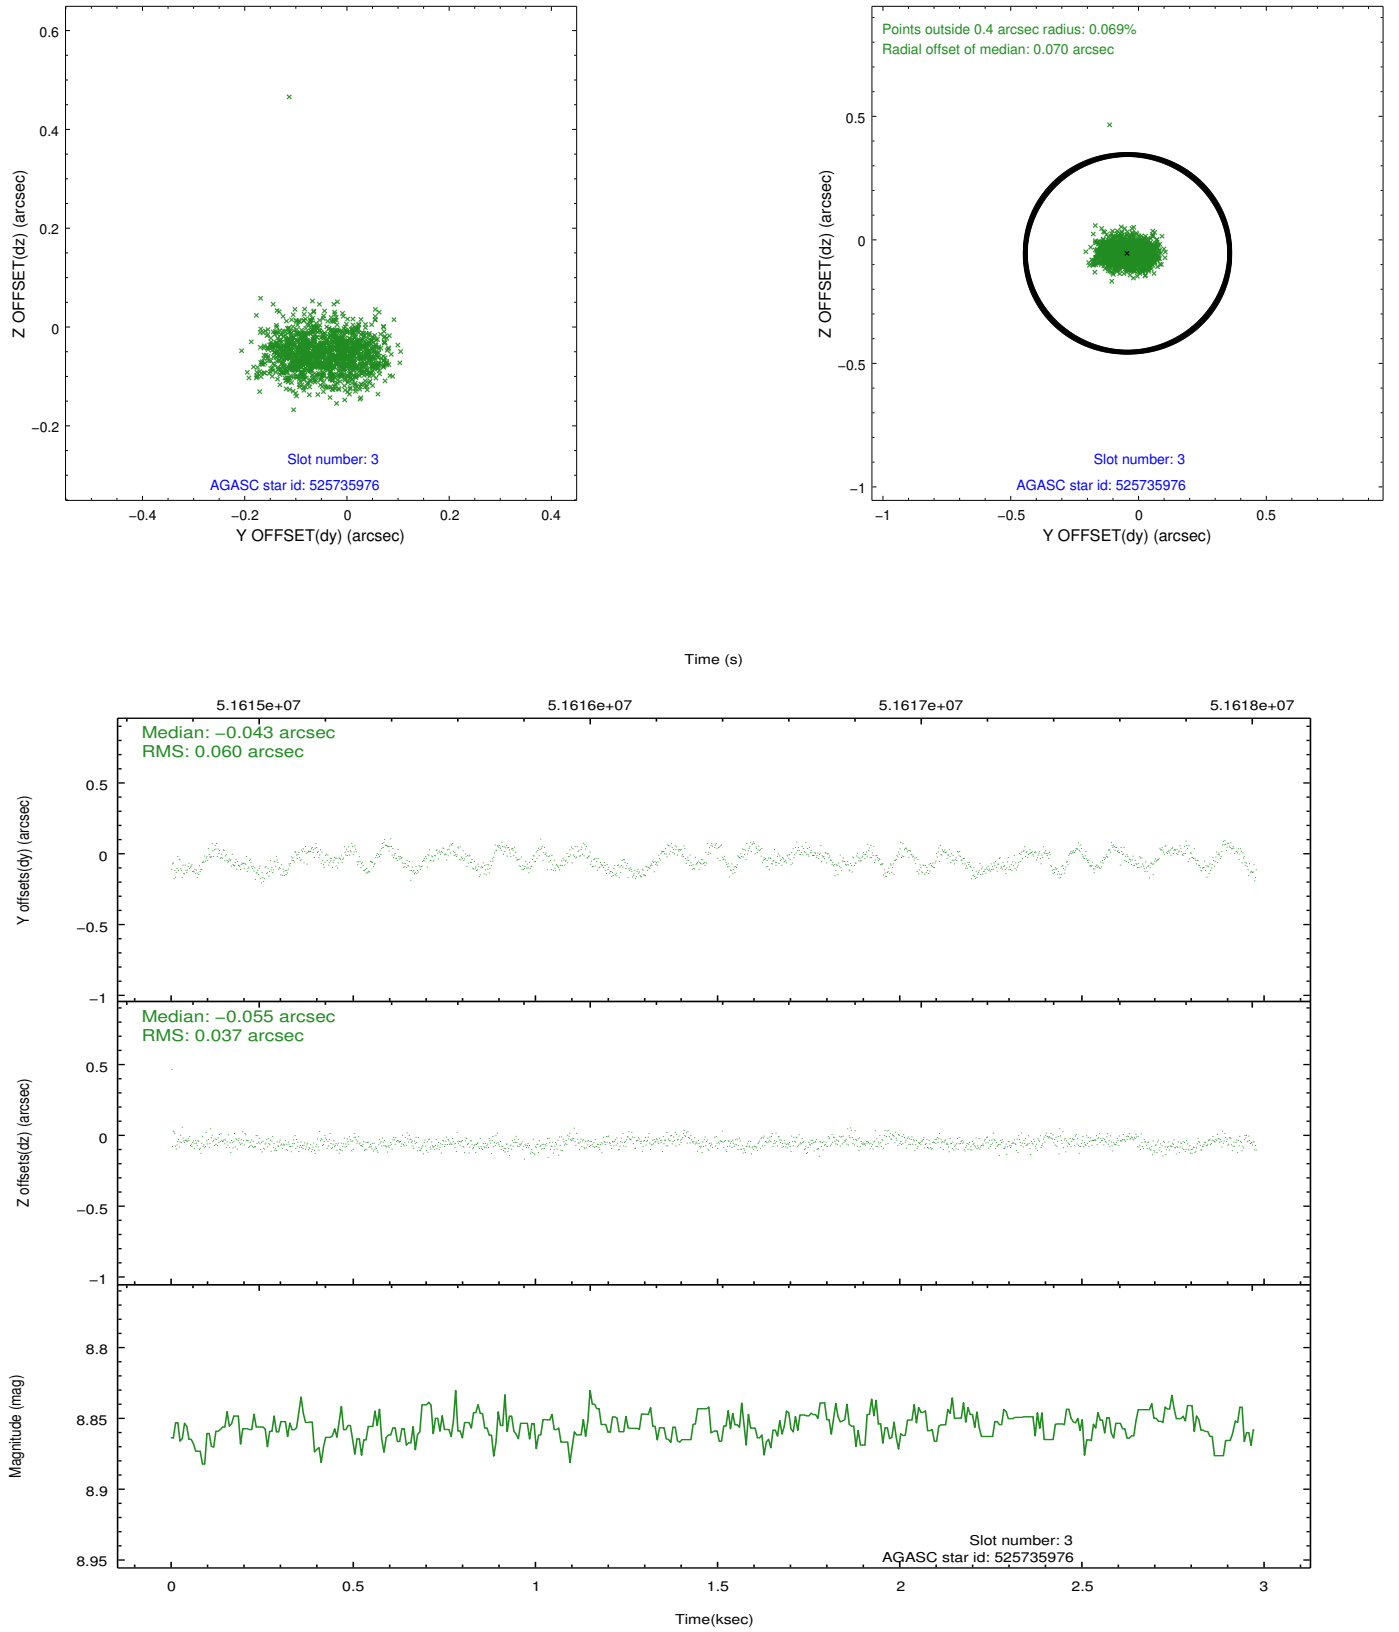 0.6
0.4
0.2
0
−0.2
Z OFFSET(dz) (arcsec)
Slot number: 3
AGASC star id: 525735976
−0.4
−0.2
0
0.2
0.4
Y OFFSET(dy) (arcsec)
Points outside 0.4 arcsec radius: 0.069%
Radial offset of median: 0.070 arcsec
0.5
0
−0.5
−1
Z OFFSET(dz) (arcsec)
Slot number: 3
AGASC star id: 525735976
−1
−0.5
0
0.5
Y OFFSET(dy) (arcsec)
Time (s)
5.1615e+07
5.1616e+07
5.1617e+07
5.1618e+07
Median: −0.043 arcsec
RMS: 0.060 arcsec
0.5
0
−0.5
−1
Y offsets(dy) (arcsec)
Median: −0.055 arcsec
RMS: 0.037 arcsec
0.5
0
−0.5
−1
Z offsets(dz) (arcsec)
8.8
8.85
8.9
8.95
Magnitude (mag)
Slot number: 3
AGASC star id: 525735976
0
0.5
1
1.5
2
2.5
3
Time(ksec)